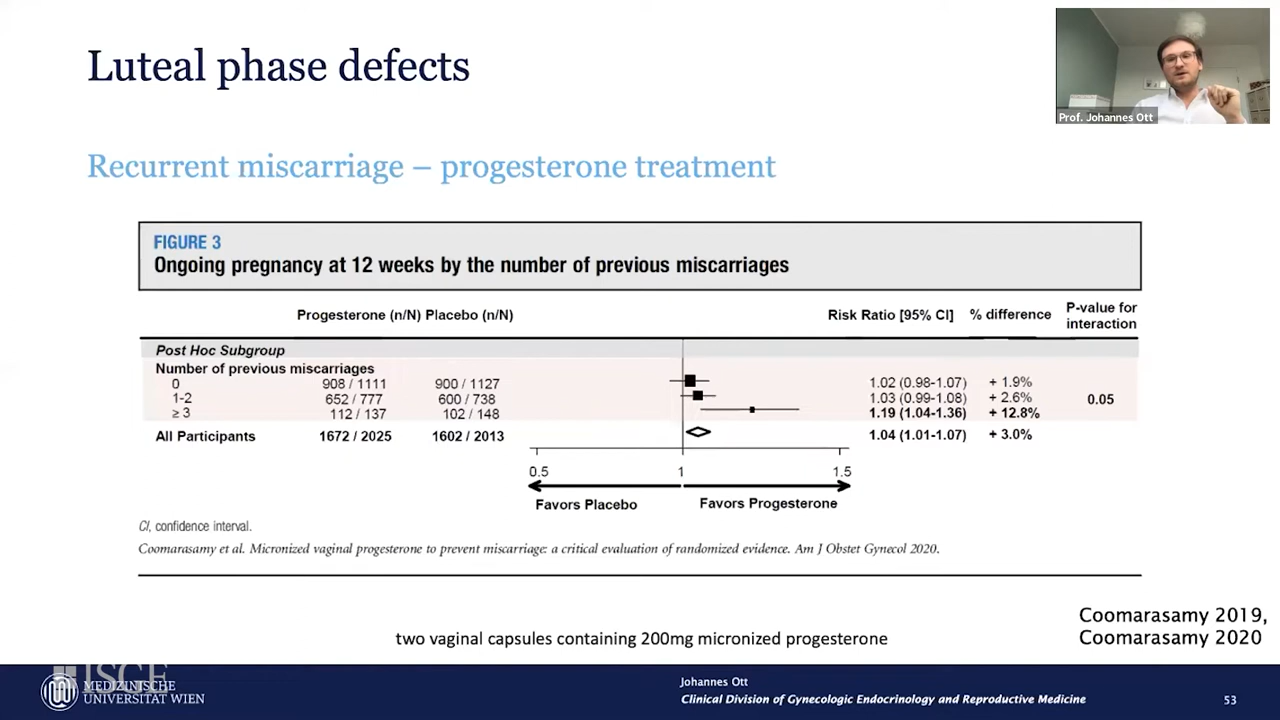 Luteal phase defects
Prof. Johannes Ott
Recurrent miscarriage – progesterone treatment
FIGURE 3
Ongoing pregnancy at 12 weeks by the number of previous miscarriages
Progesterone (n/N) Placebo (n/N) Risk Ratio [95% CI] % difference P-value for interaction
Post Hoc Subgroup
Number of previous miscarriages
0 908 / 1111 900 / 1127 1.02 (0.98-1.07) + 1.9%
1-2 652 / 777 600 / 738 1.03 (0.99-1.08) + 2.6% 0.05
≥ 3 112 / 137 102 / 148 1.19 (1.04-1.36) + 12.8%
All Participants 1672 / 2025 1602 / 2013 1.04 (1.01-1.07) + 3.0%
0.5 1 1.5
Favors Placebo Favors Progesterone
CI, confidence interval.
Coomarasamy et al. Micronized vaginal progesterone to prevent miscarriage: a critical evaluation of randomized evidence. Am J Obstet Gynecol 2020.
Coomarasamy 2019,
Coomarasamy 2020
two vaginal capsules containing 200mg micronized progesterone
ISGE
MEDIZINISCHE
UNIVERSITÄT WIEN
Johannes Ott
Clinical Division of Gynecologic Endocrinology and Reproductive Medicine
53